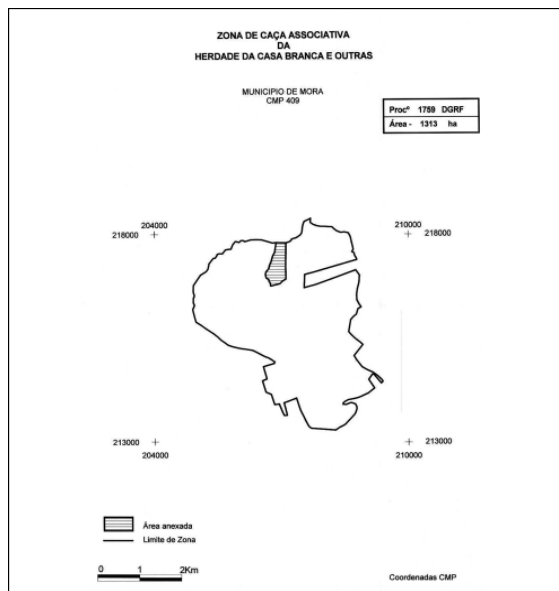 ZONA DE CAÇA ASSOCIATIVA
DA
HERDADE DA CASA BRANCA E OUTRAS
MUNICIPIO DE MORA
CMP 409
Procº 1759 DGRF
Área - 1313 ha
204000
218000
210000
218000
213000
204000
213000
210000
Área anexada
Limite de Zona
0 1 2Km
Coordenadas CMP